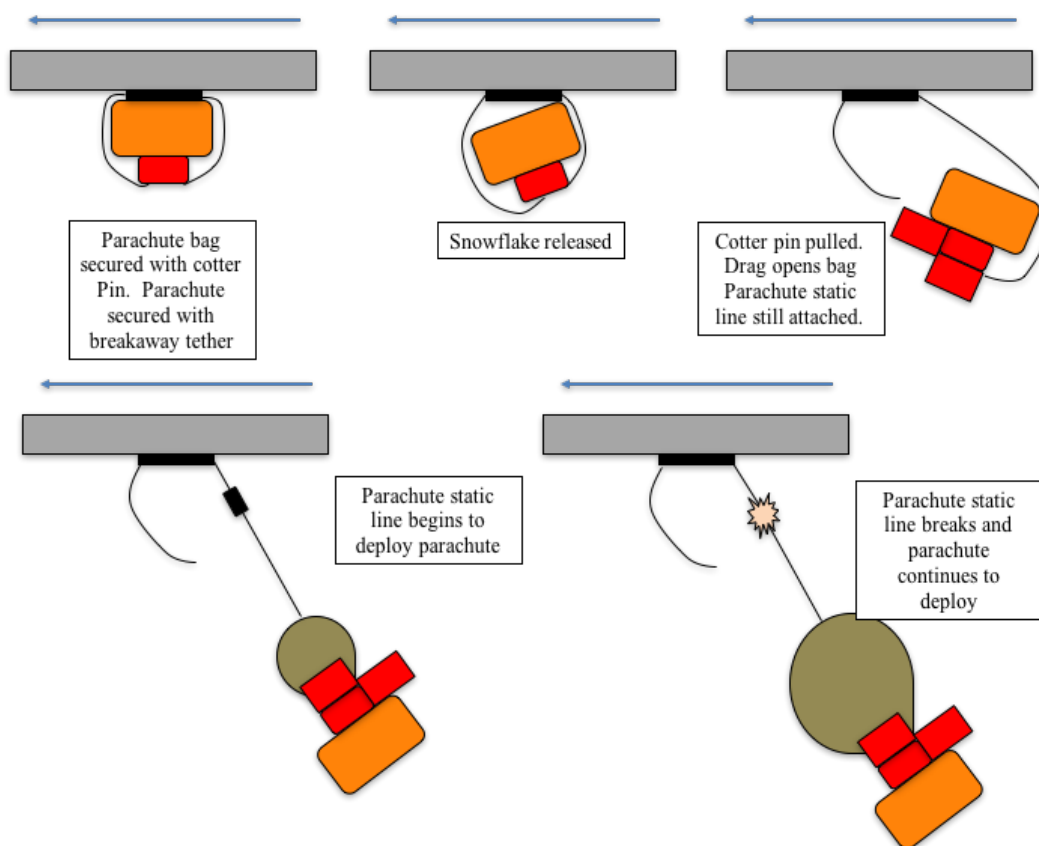 Parachute bag
secured with cotter
Pin.  Parachute
secured with
breakaway tether
Snowflake released
Cotter pin pulled.
Drag opens bag
Parachute static
line still attached.
Parachute static
line begins to
deploy parachute
Parachute static
line breaks and
parachute
continues to
deploy